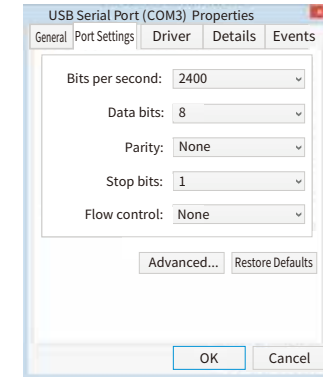 USB Serial Port (COM3) Properties
General Port Settings Driver Details Events
Bits per second: 2400
Data bits: 8
Parity: None
Stop bits: 1
Flow control: None
Advanced... Restore Defaults
OK Cancel